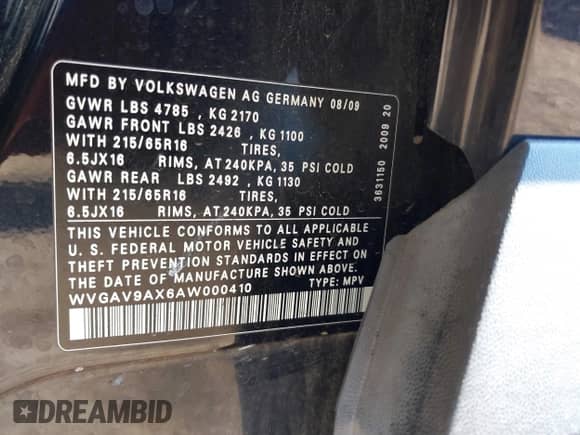 MFD BY VOLKSWAGEN AG GERMANY 08/09
GVWR LBS 4785 , KG 2170
GAWR FRONT LBS 2426 , KG 1100
WITH 215/65R16 TIRES,
6.5JX16 RIMS, AT 240KPA, 35 PSI COLD
GAWR REAR LBS 2492 , KG 1130
WITH 215/65R16 TIRES,
6.5JX16 RIMS, AT 240KPA, 35 PSI COLD
THIS VEHICLE CONFORMS TO ALL APPLICABLE
U. S. FEDERAL MOTOR VEHICLE SAFETY AND
THEFT PREVENTION STANDARDS IN EFFECT ON
THE DATE OF MANUFACTURE SHOWN ABOVE.
WVGAV9AX6AW000410 TYPE: MPV
3631150 2009 20
DREAMBID